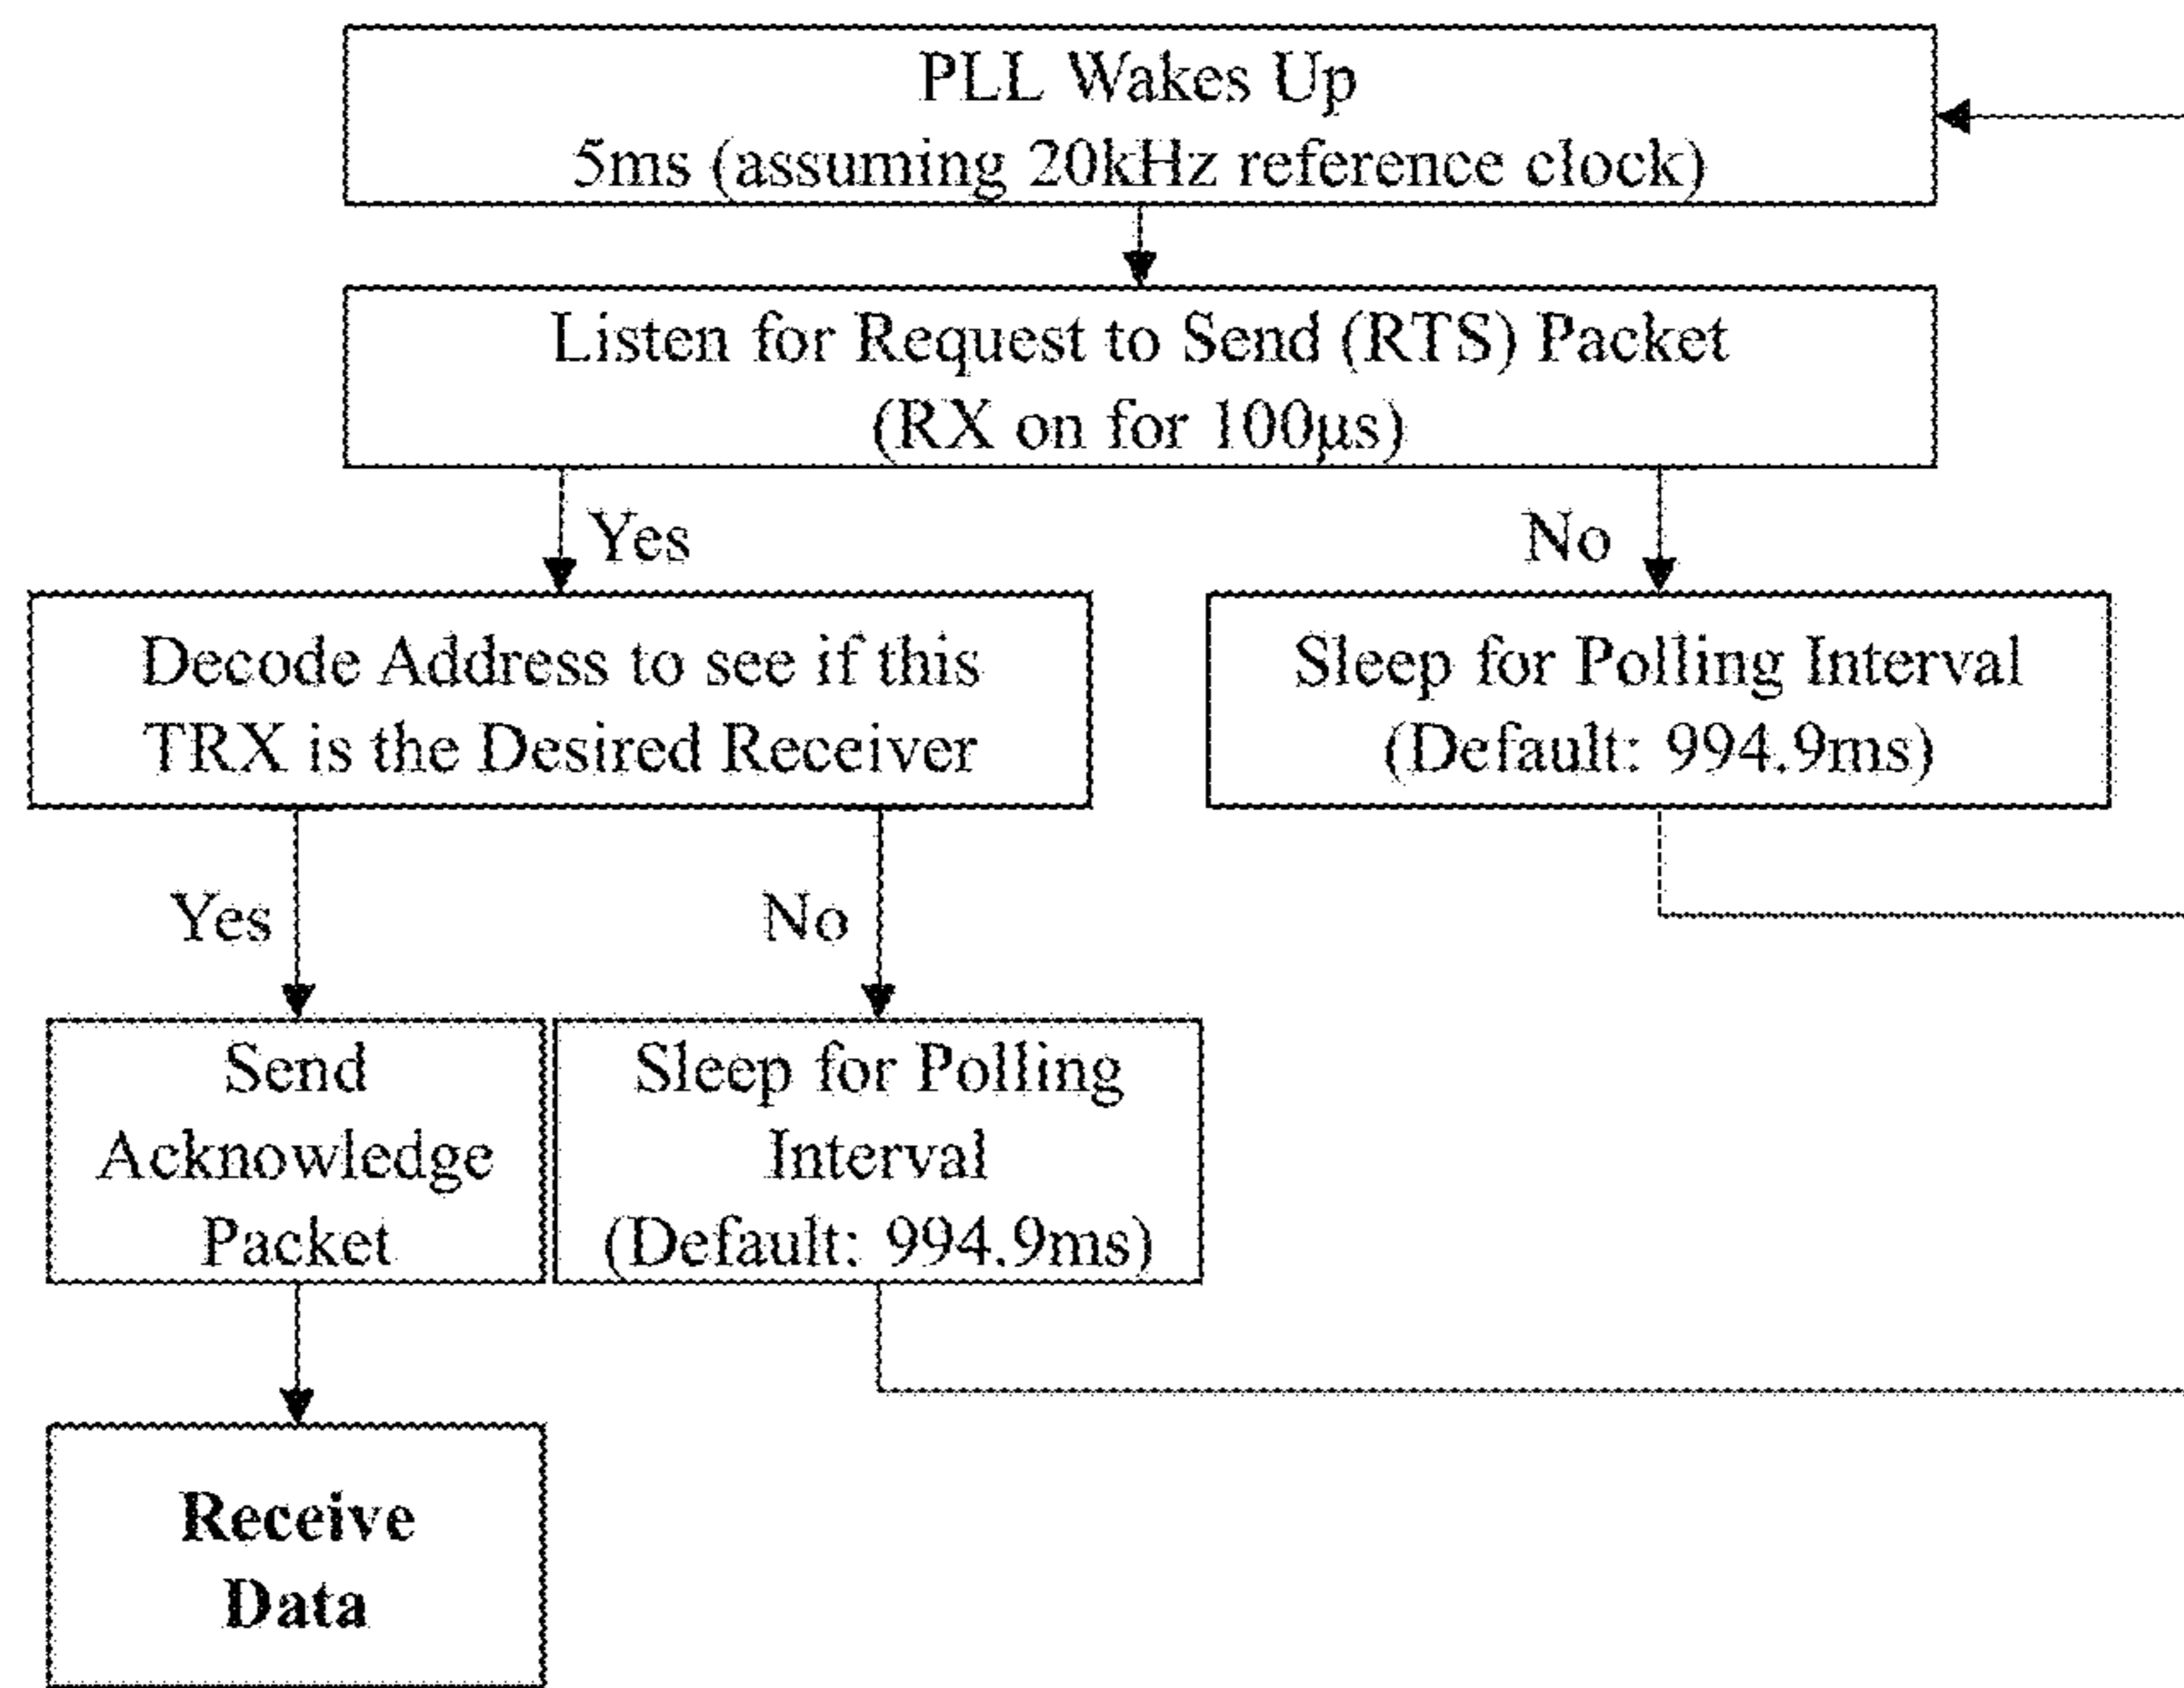 PLL Wakes Up
5ms (assuming 20kHz reference clock)
Listen for Request to Send (RTS) Packet
(RX on for 100μs)
Yes
No
Decode Address to see if this
TRX is the Desired Receiver
Sleep for Polling Interval
(Default: 994.9ms)
Yes
No
Send
Acknowledge
Packet
Sleep for Polling
Interval
(Default: 994.9ms)
Receive
Data